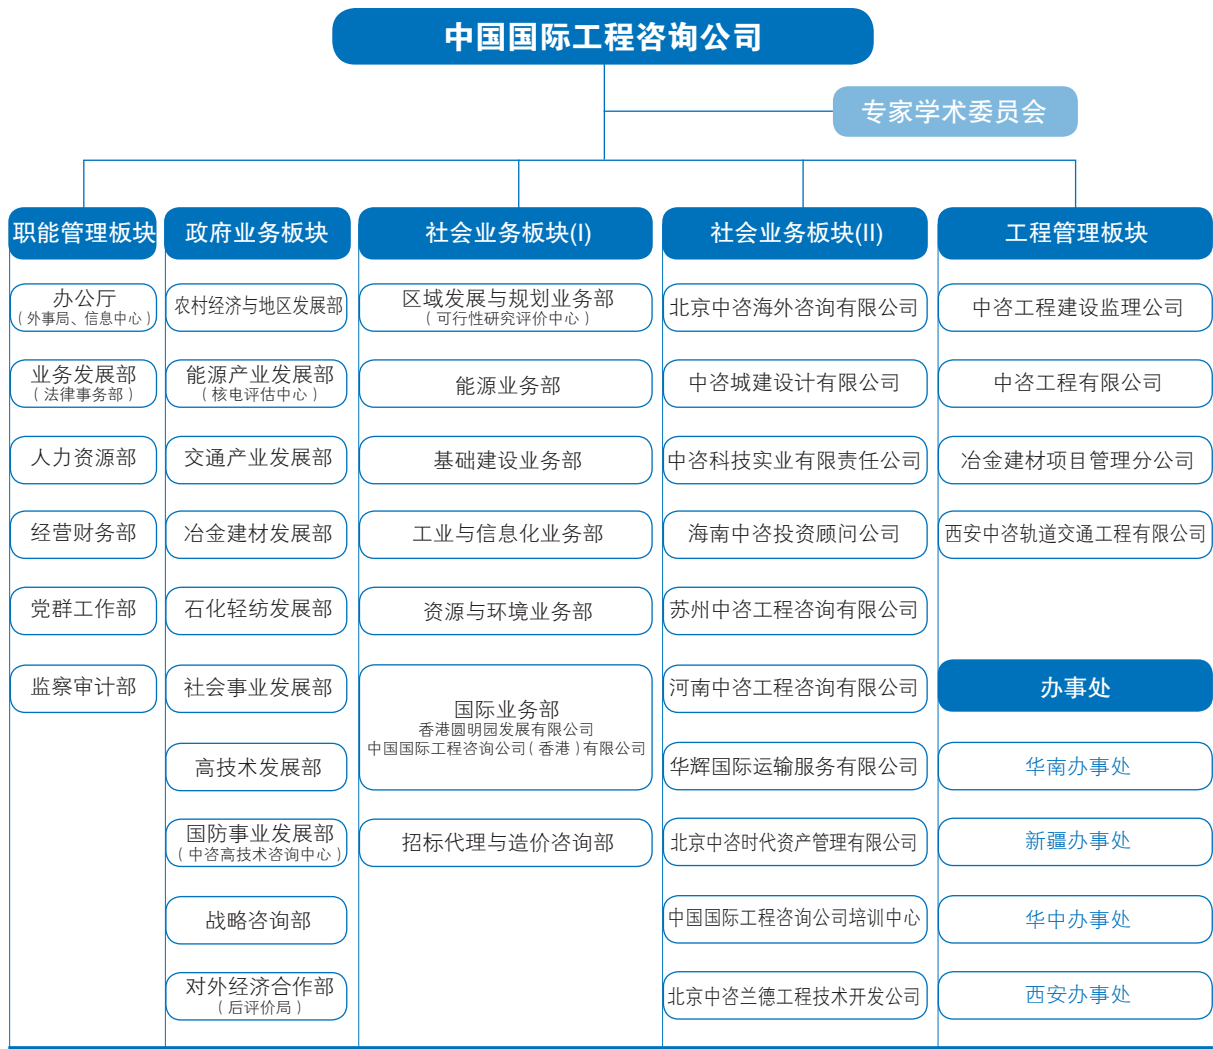 中国国际工程咨询公司
专家学术委员会
职能管理板块
办公厅
(外事局、信息中心)
业务发展部
(法律事务部)
人力资源部
经营财务部
党群工作部
监察审计部
政府业务板块
农村经济与地区发展部
能源产业发展部
(核电评估中心)
交通产业发展部
冶金建材发展部
石化轻纺发展部
社会事业发展部
高技术发展部
国防事业发展部
(中咨高技术咨询中心)
战略咨询部
对外经济合作部
(后评价局)
社会业务板块(I)
区域发展与规划业务部
(可行性研究评价中心)
能源业务部
基础建设业务部
工业与信息化业务部
资源与环境业务部
国际业务部
香港圆明园发展有限公司
中国国际工程咨询公司(香港)有限公司
招标代理与造价咨询部
社会业务板块(II)
北京中咨海外咨询有限公司
中咨城建设计有限公司
中咨科技实业有限责任公司
海南中咨投资顾问公司
苏州中咨工程咨询有限公司
河南中咨工程咨询有限公司
华辉国际运输服务有限公司
北京中咨时代资产管理有限公司
中国国际工程咨询公司培训中心
北京中咨兰德工程技术开发公司
工程管理板块
中咨工程建设监理公司
中咨工程有限公司
冶金建材项目管理分公司
西安中咨轨道交通工程有限公司
办事处
华南办事处
新疆办事处
华中办事处
西安办事处